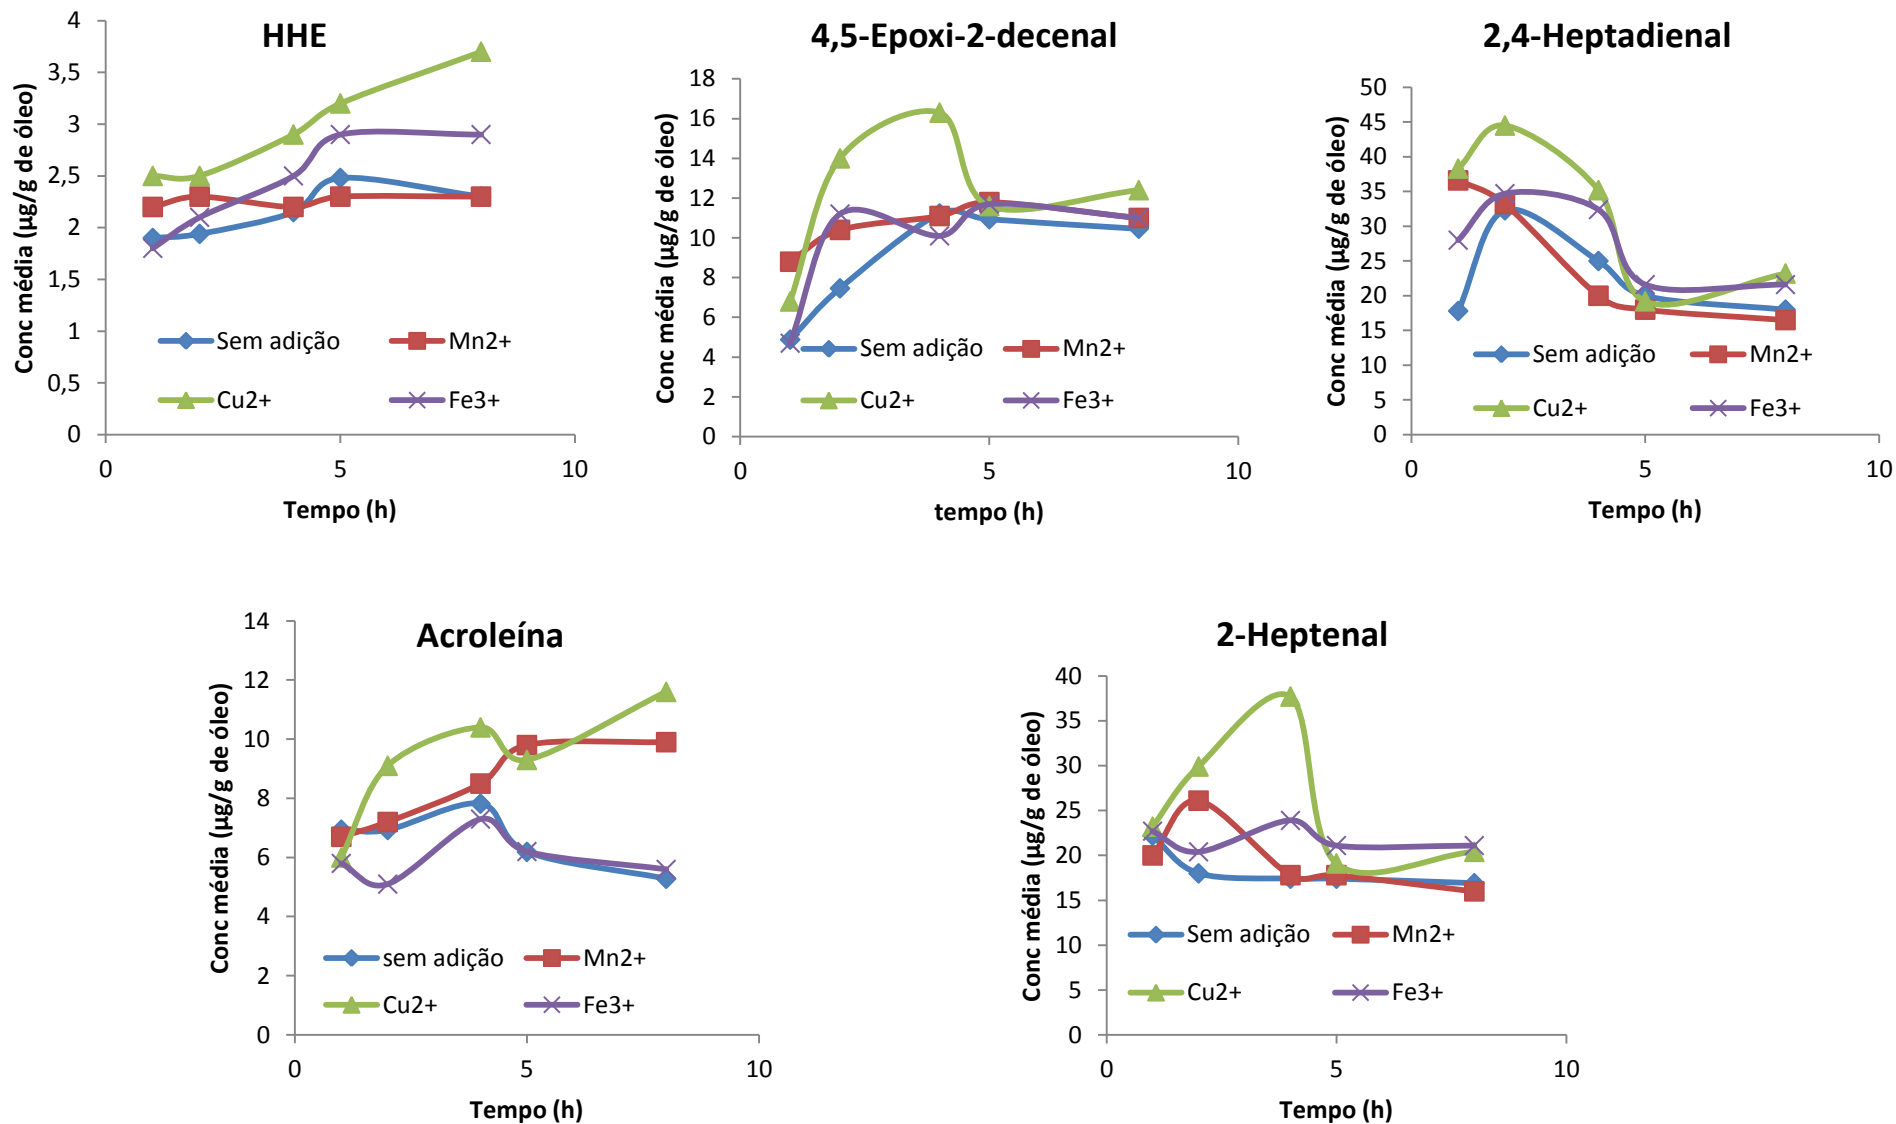 HHE
Conc média (µg/g de óleo)
4
3,5
3
2,5
2
1,5
1
0,5
0
0
5
10
Tempo (h)
Sem adição
Mn2+
Cu2+
Fe3+
4,5-Epoxi-2-decenal
Conc média (µg/g de óleo)
18
16
14
12
10
8
6
4
2
0
0
5
10
tempo (h)
Sem adição
Mn2+
Cu2+
Fe3+
2,4-Heptadienal
Conc média (µg/g de óleo)
50
45
40
35
30
25
20
15
10
5
0
0
5
10
Tempo (h)
Sem adição
Mn2+
Cu2+
Fe3+
Acroleína
Conc média (µg/g de óleo)
14
12
10
8
6
4
2
0
0
5
10
Tempo (h)
sem adição
Mn2+
Cu2+
Fe3+
2-Heptenal
Conc média (µg/g de óleo)
40
35
30
25
20
15
10
5
0
0
5
10
Tempo (h)
Sem adição
Mn2+
Cu2+
Fe3+